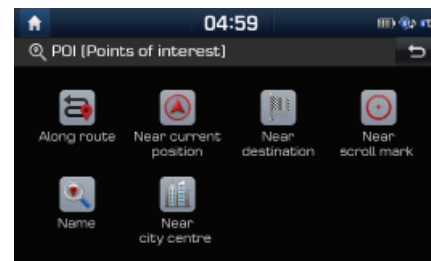 04:59
POI (Points of interest)
Along route
Near current
position
Near
destination
Near
scroll mark
Name
Near
city centre